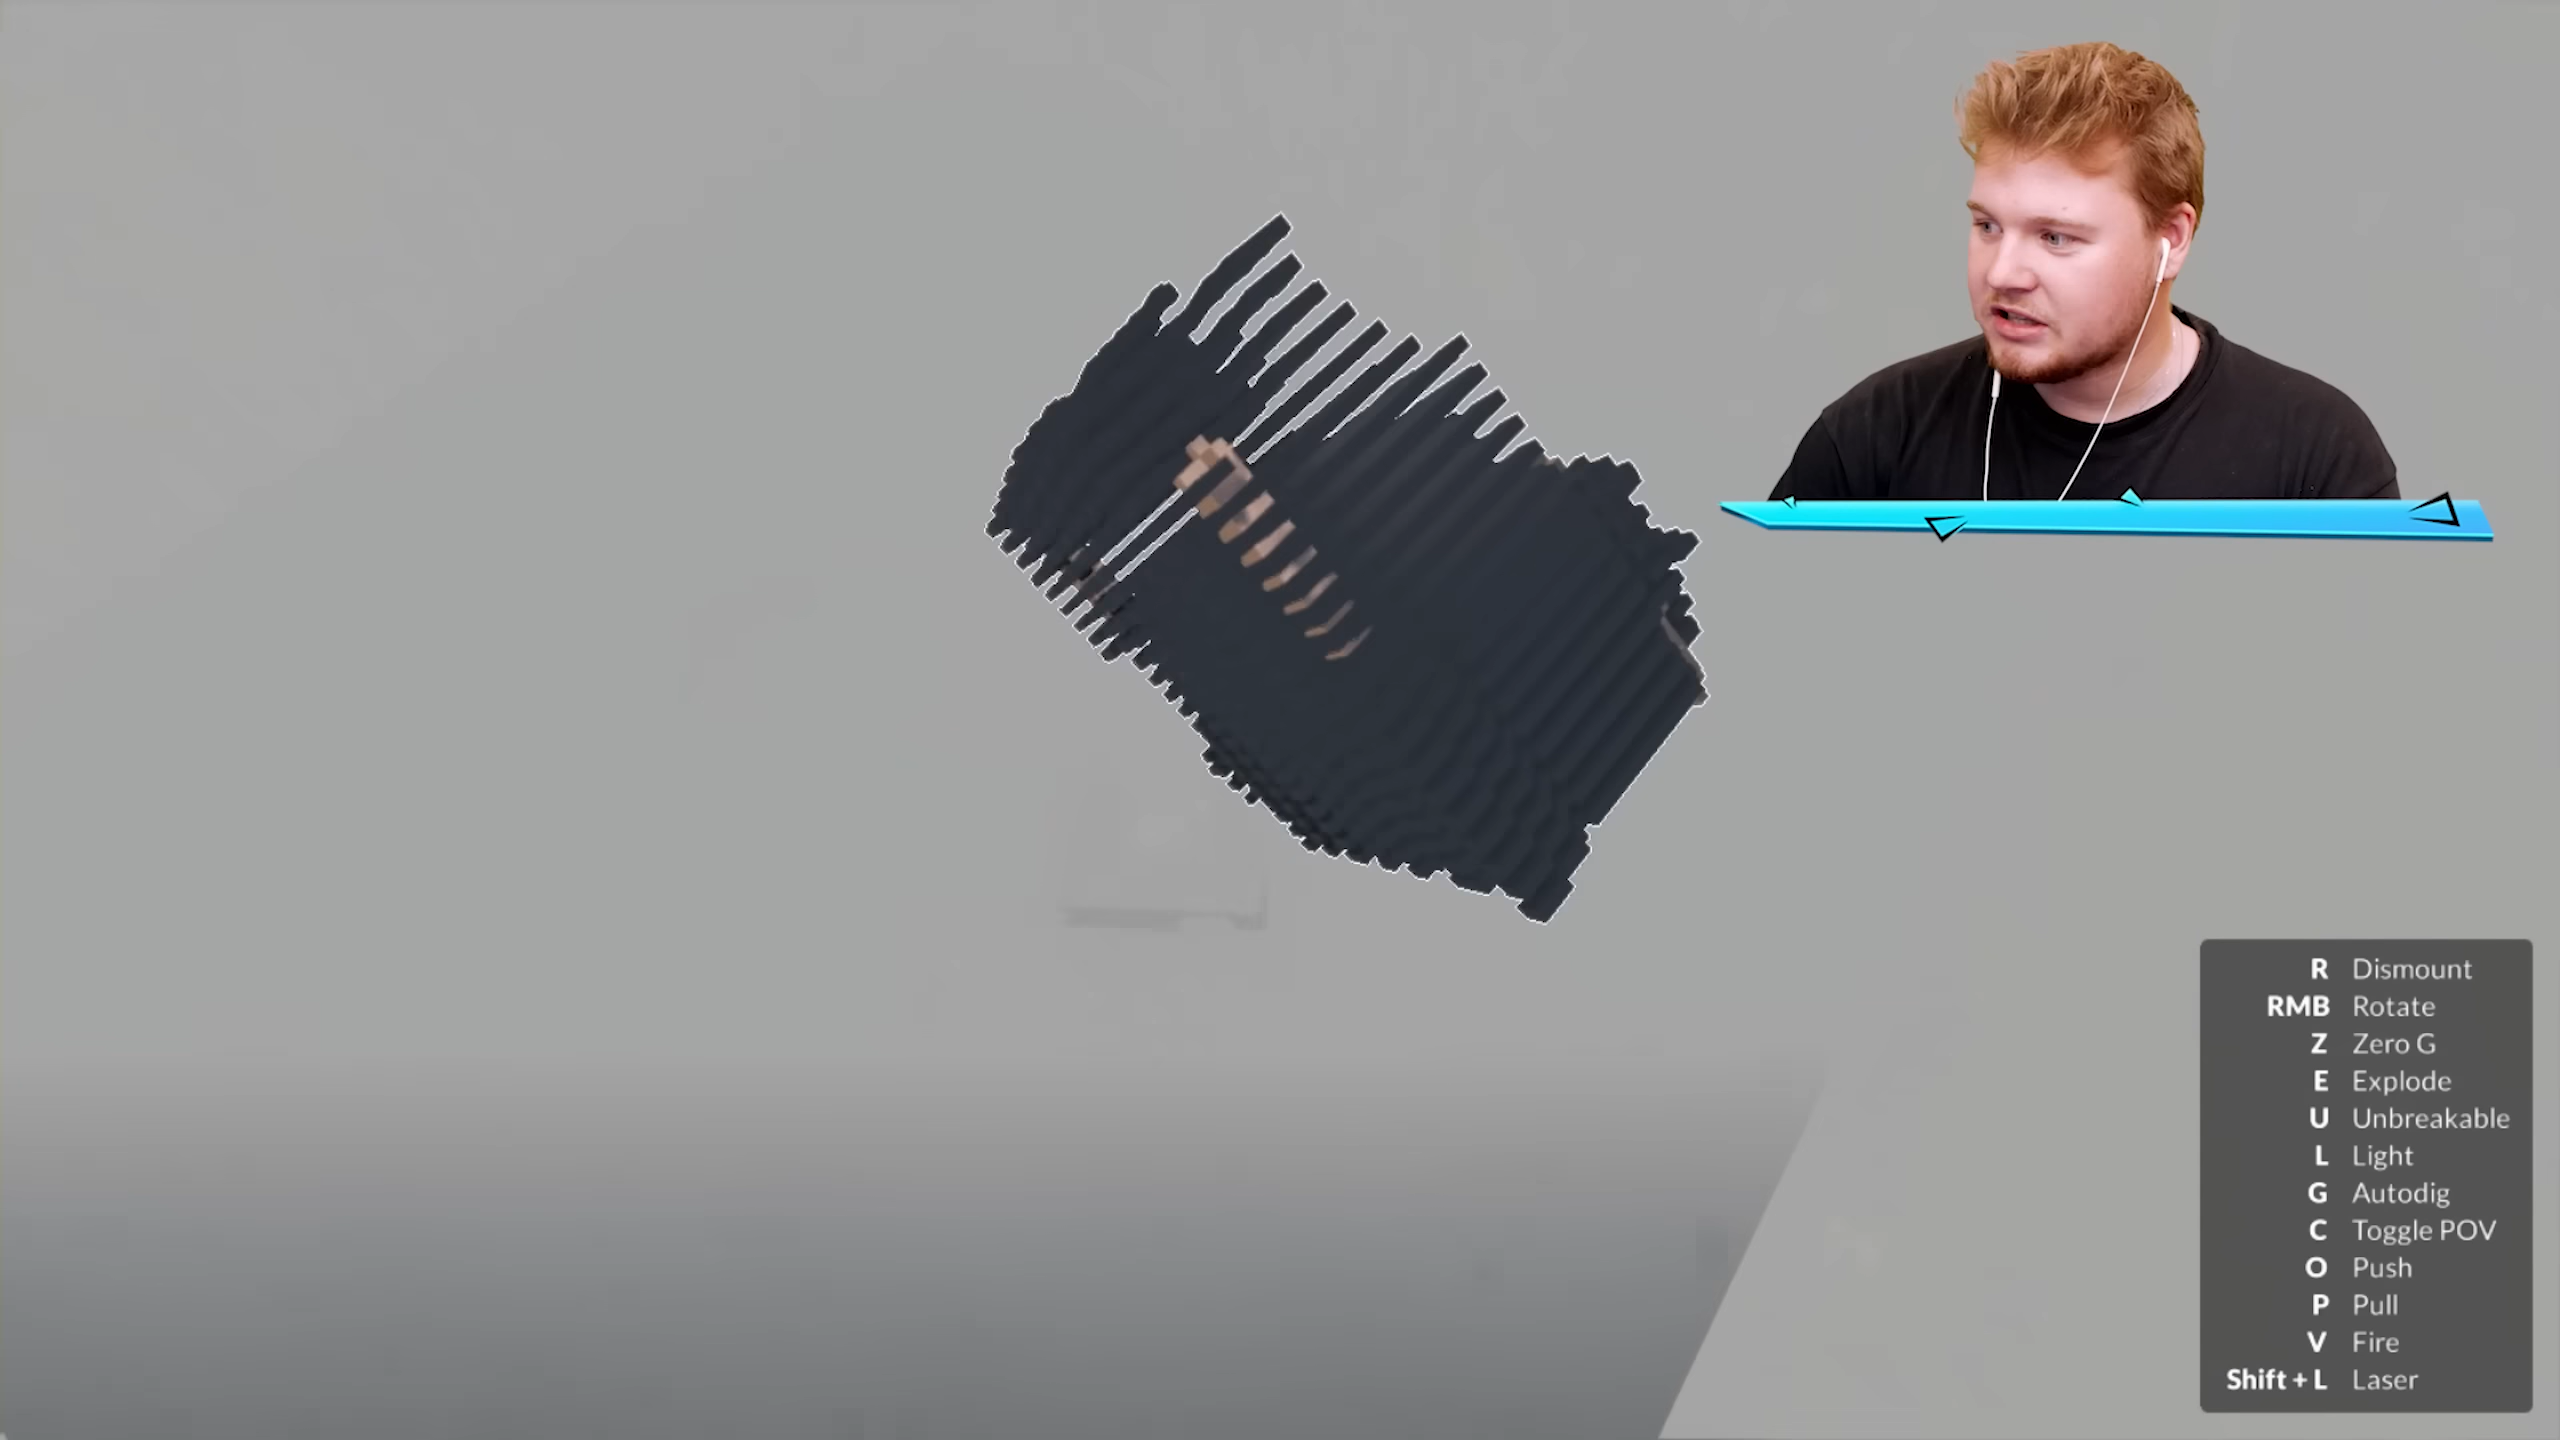 R Dismount
RMB Rotate
Z Zero G
E Explode
U Unbreakable
L Light
G Autodig
C Toggle POV
O Push
P Pull
V Fire
Shift + L Laser